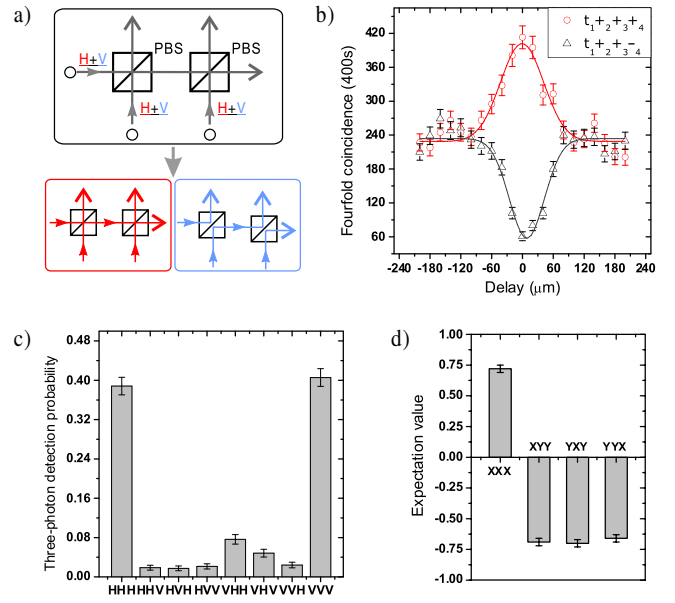 a)
PBS
PBS
H+V
H+V
H+V
b)
Fourfold coincidence (400s)
420
360
300
240
180
120
60
t1+2+3+4
t1+2+3-4
-240 -180 -120 -60 0 60 120 180 240
Delay (μm)
c)
Three-photon detection probability
0.48
0.40
0.32
0.24
0.16
0.08
0.00
HHH HHV HVH HVV VHH VHV VVH VVV
d)
Expectation value
1.00
0.75
0.50
0.25
0.00
-0.25
-0.50
-0.75
-1.00
XYY YXY YYX
XXX